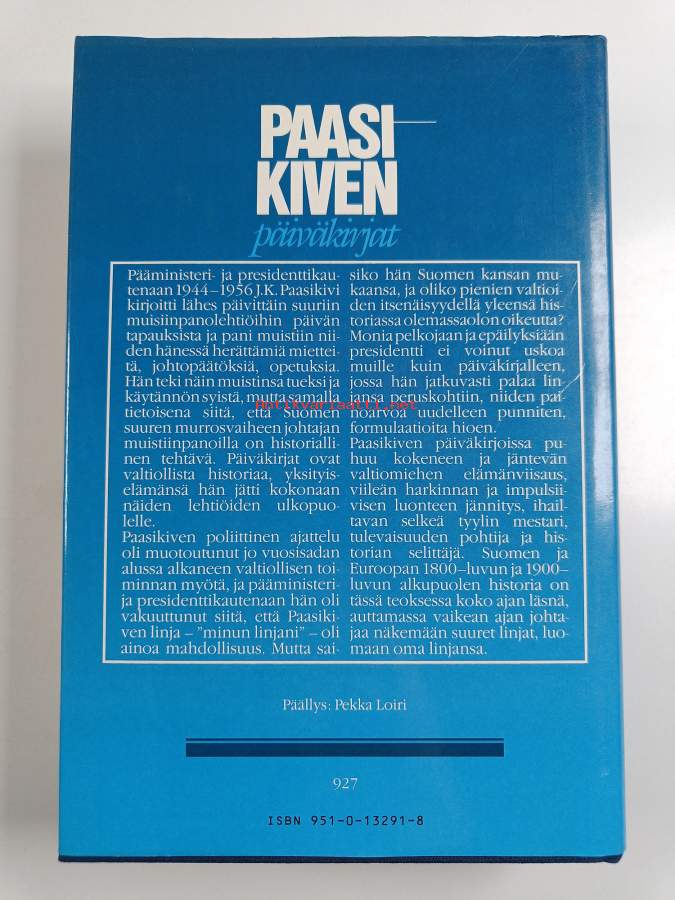 PAASI
KIVEN
päiväkirjat
Pääministeri- ja presidenttikau-
tenaan 1944–1956 J.K. Paasikivi
kirjoitti lähes päivittäin suuriin
muisiinpanolehtiöihin päivän
tapauksista ja pani muistiin nii-
den hänessä herättämiä miettei-
tä, johtopäätöksiä, opetuksia.
Hän teki näin muistinsa tueksi ja
käytännön syistä, mutta samalla
tietoisena siitä, että Suomen
suuren murrosvaiheen johtajan
muistiinpanoilla on historialli-
nen tehtävä. Päiväkirjat ovat
valtiollista historiaa, yksityis-
elämänsä hän jätti kokonaan
näiden lehtiöiden ulkopuo-
lelle.
Paasikiven poliittinen ajattelu
oli muotoutunut jo vuosisadan
alussa alkaneen valtiollisen toi-
minnan myötä, ja pääministeri-
ja presidenttikautenaan hän oli
vakuuttunut siitä, että Paasiki-
ven linja – "minun linjani" – oli
ainoa mahdollisuus. Mutta sai-
siko hän Suomen kansan mu-
kaansa, ja oliko pienien valtioi-
den itsenäisyydellä yleensä his-
toriassa olemassaolon oikeutta?
Monia pelkojaan ja epäilyksiään
presidentti ei voinut uskoa
muille kuin päiväkirjalleen,
jossa hän jatkuvasti palaa lin-
jansa peruskohtiin, niiden pai-
noarvoa uudelleen punniten,
formulaatioita hioen.
Paasikiven päiväkirjoissa pu-
huu kokeneen ja jäntevän
valtiomiehen elämänviisaus,
viileän harkinnan ja impulsii-
visen luonteen jännitys, ihail-
tavan selkeä tyylin mestari,
tulevaisuuden pohtija ja his-
torian selittäjä. Suomen ja
Euroopan 1800–luvun ja 1900–
luvun alkupuolen historia on
tässä teoksessa koko ajan läsnä,
auttamassa vaikean ajan johta-
jaa näkemään suuret linjat, luo-
maan oma linjansa.
Antikvariaatti.net
Päällys: Pekka Loiri
927
ISBN 951-0-13291-8